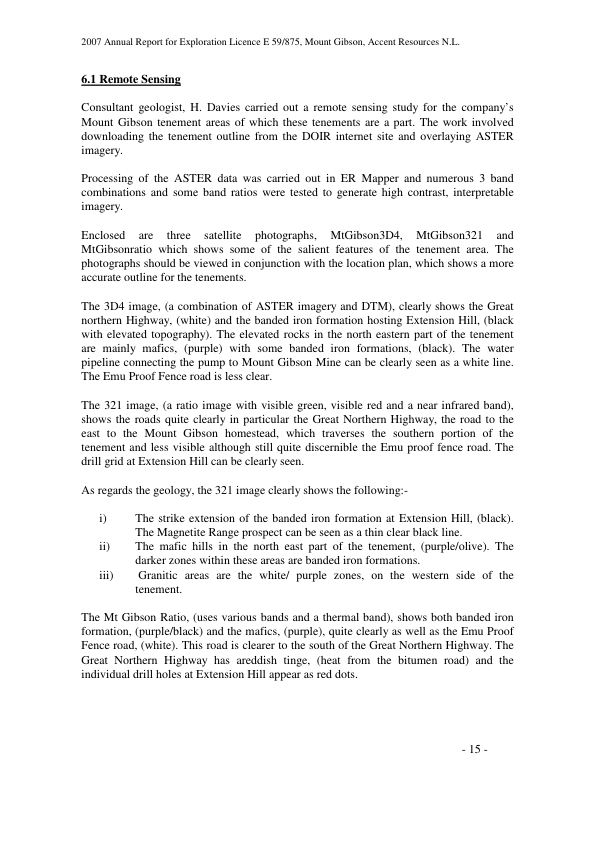 2007 Annual Report for Exploration Licence E 59/875, Mount Gibson, Accent Resources N.L.
6.1 Remote Sensing
Consultant geologist, H. Davies carried out a remote sensing study for the company's
Mount Gibson tenement areas of which these tenements are a part. The work involved
downloading the tenement outline from the DOIR internet site and overlaying ASTER
imagery.
Processing of the ASTER data was carried out in ER Mapper and numerous 3 band
combinations and some band ratios were tested to generate high contrast, interpretable
imagery.
Enclosed are three satellite photographs, MtGibson3D4, MtGibson321 and
MtGibsonratio which shows some of the salient features of the tenement area. The
photographs should be viewed in conjunction with the location plan, which shows a more
accurate outline for the tenements.
The 3D4 image, (a combination of ASTER imagery and DTM), clearly shows the Great
northern Highway, (white) and the banded iron formation hosting Extension Hill, (black
with elevated topography). The elevated rocks in the north eastern part of the tenement
are mainly mafics, (purple) with some banded iron formations, (black). The water
pipeline connecting the pump to Mount Gibson Mine can be clearly seen as a white line.
The Emu Proof Fence road is less clear.
The 321 image, (a ratio image with visible green, visible red and a near infrared band),
shows the roads quite clearly in particular the Great Northern Highway, the road to the
east to the Mount Gibson homestead, which traverses the southern portion of the
tenement and less visible although still quite discernible the Emu proof fence road. The
drill grid at Extension Hill can be clearly seen.
As regards the geology, the 321 image clearly shows the following:-
i) The strike extension of the banded iron formation at Extension Hill, (black).
The Magnetite Range prospect can be seen as a thin clear black line.
ii) The mafic hills in the north east part of the tenement, (purple/olive). The
darker zones within these areas are banded iron formations.
iii) Granitic areas are the white/ purple zones, on the western side of the
tenement.
The Mt Gibson Ratio, (uses various bands and a thermal band), shows both banded iron
formation, (purple/black) and the mafics, (purple), quite clearly as well as the Emu Proof
Fence road, (white). This road is clearer to the south of the Great Northern Highway. The
Great Northern Highway has areddish tinge, (heat from the bitumen road) and the
individual drill holes at Extension Hill appear as red dots.
- 15 -